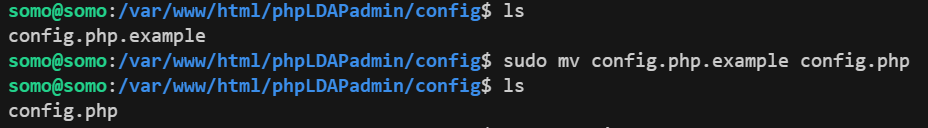 somo@somo:/var/www/html/phpLDAPadmin/config$ ls
config.php.example
somo@somo:/var/www/html/phpLDAPadmin/config$ sudo mv config.php.example config.php
somo@somo:/var/www/html/phpLDAPadmin/config$ ls
config.php